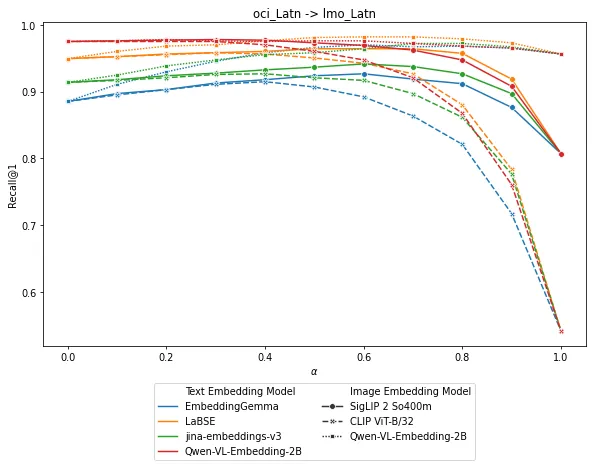 oci_Latn -> lmo_Latn
1.0
0.9
0.8
0.7
0.6
Recall@1
0.0 0.2 0.4 0.6 0.8 1.0
α
Text Embedding Model Image Embedding Model
EmbeddingGemma SigLIP 2 So400m
LaBSE CLIP ViT-B/32
jina-embeddings-v3 Qwen-VL-Embedding-2B
Qwen-VL-Embedding-2B